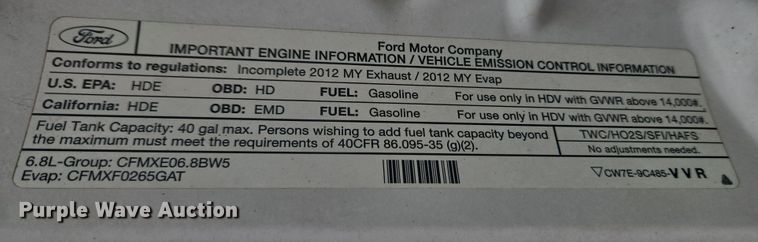 Ford
Ford Motor Company
IMPORTANT ENGINE INFORMATION / VEHICLE EMISSION CONTROL INFORMATION
Conforms to regulations: Incomplete 2012 MY Exhaust / 2012 MY Evap
U.S. EPA: HDE OBD: HD FUEL: Gasoline For use only in HDV with GVWR above 14,000#.
California: HDE OBD: EMD FUEL: Gasoline For use only in HDV with GVWR above 14,000#.
Fuel Tank Capacity: 40 gal max. Persons wishing to add fuel tank capacity beyond
the maximum must meet the requirements of 40CFR 86.095-35 (g)(2).
TWC/HO2S/SFI/HAFS
No adjustments needed.
6.8L-Group: CFMXE06.8BW5
Evap: CFMXF0265GAT
▽CW7E-9C485-VVR
Purple Wave Auction